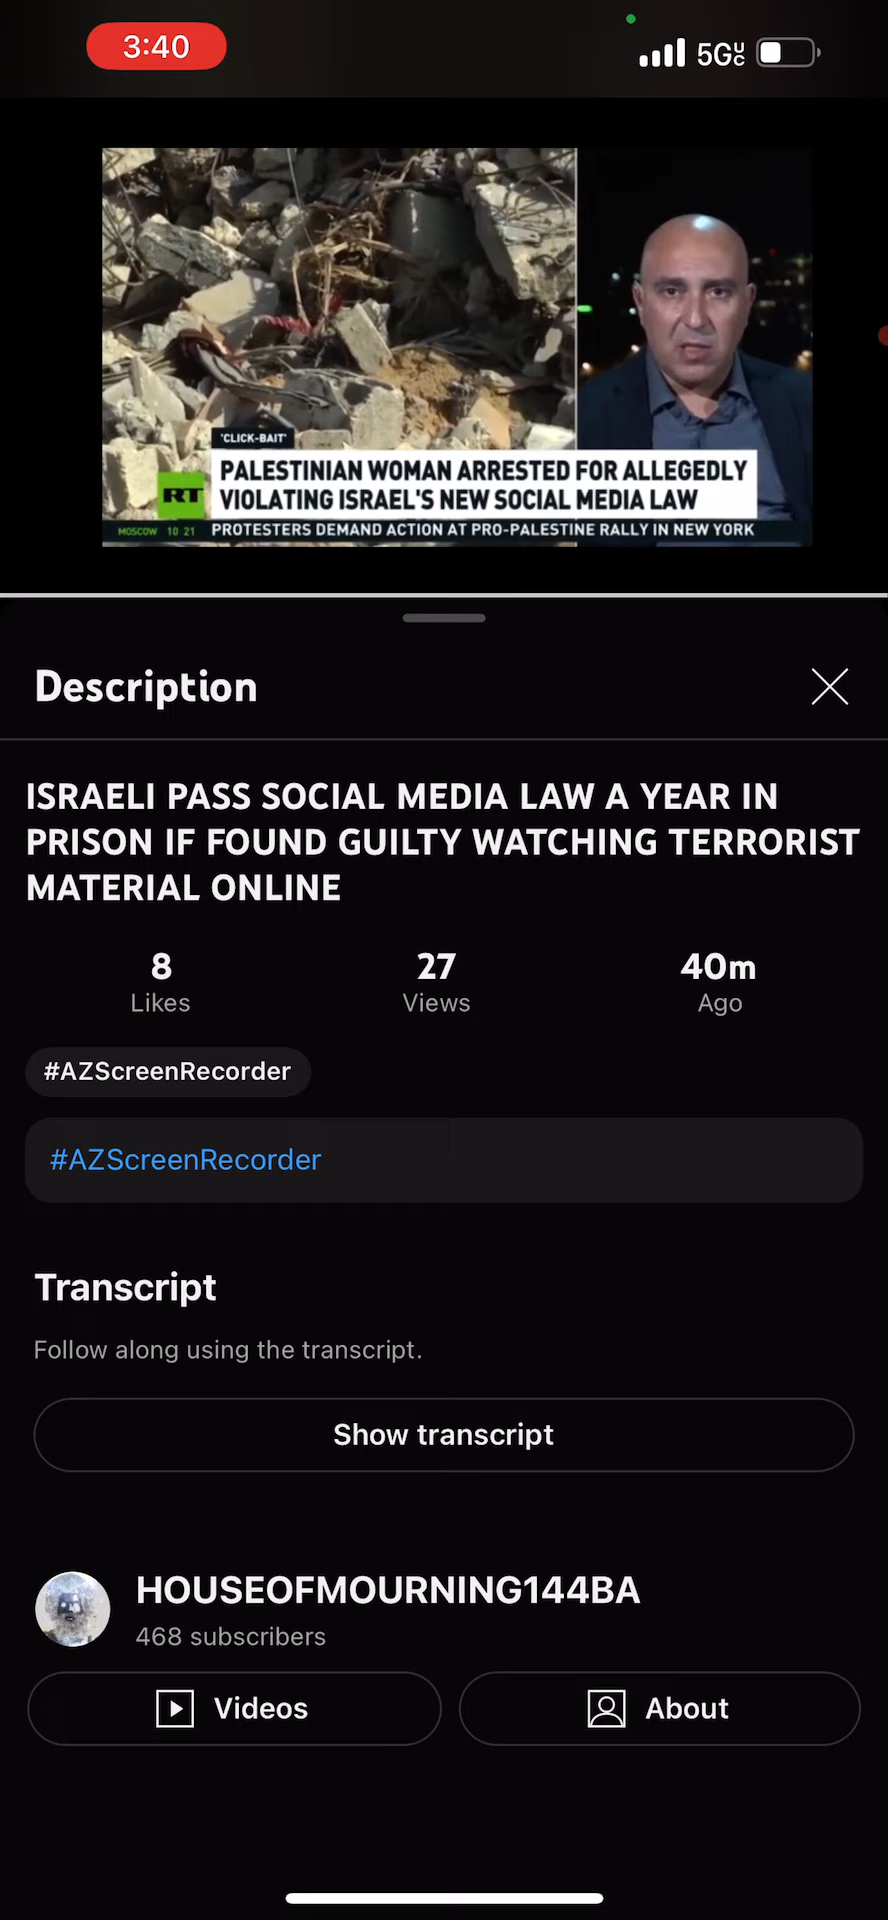 3:40
5GUC
'CLICK-BAIT'
PALESTINIAN WOMAN ARRESTED FOR ALLEGEDLY
VIOLATING ISRAEL'S NEW SOCIAL MEDIA LAW
RT
MOSCOW 10 21 PROTESTERS DEMAND ACTION AT PRO-PALESTINE RALLY IN NEW YORK
Description
ISRAELI PASS SOCIAL MEDIA LAW A YEAR IN
PRISON IF FOUND GUILTY WATCHING TERRORIST
MATERIAL ONLINE
8 27 40m
Likes Views Ago
#AZScreenRecorder
#AZScreenRecorder
Transcript
Follow along using the transcript.
Show transcript
HOUSEOFMOURNING144BA
468 subscribers
Videos About